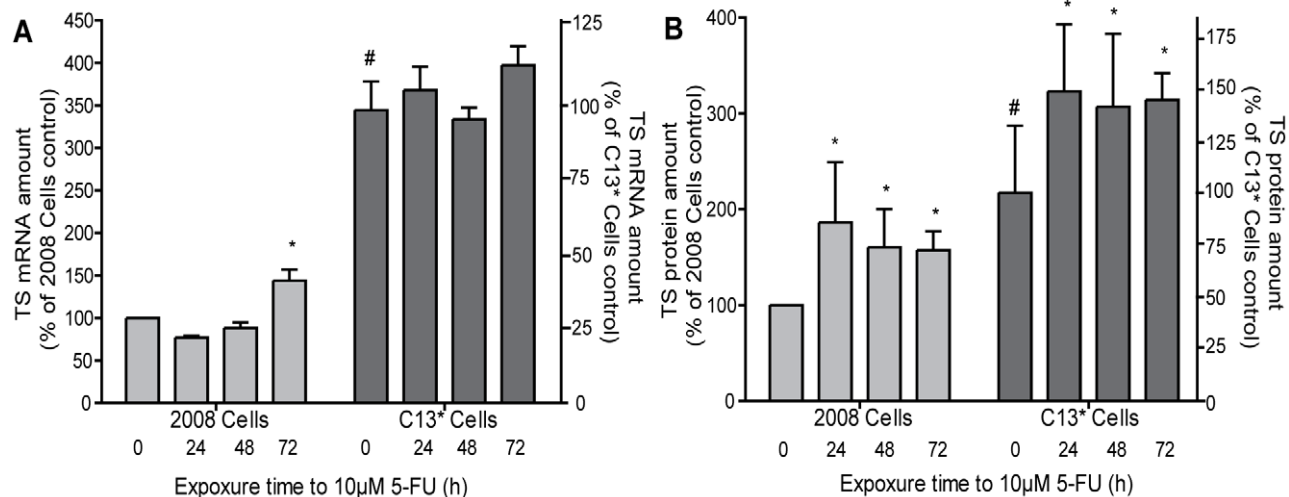 A
TS mRNA amount
(% of 2008 Cells control)
450
400
350
300
250
200
150
100
50
0
*
#
125
100
75
50
25
0
TS mRNA amount
(% of C13* Cells control)
2008 Cells
C13* Cells
0 24 48 72 0 24 48 72
Expoxure time to 10µM 5-FU (h)
B
TS protein amount
(% of 2008 Cells control)
400
300
200
100
0
*
*
*
#
*
*
*
175
150
125
100
75
50
25
0
TS protein amount
(% of C13* Cells control)
2008 Cells
C13* Cells
0 24 48 72 0 24 48 72
Expoxure time to 10µM 5-FU (h)